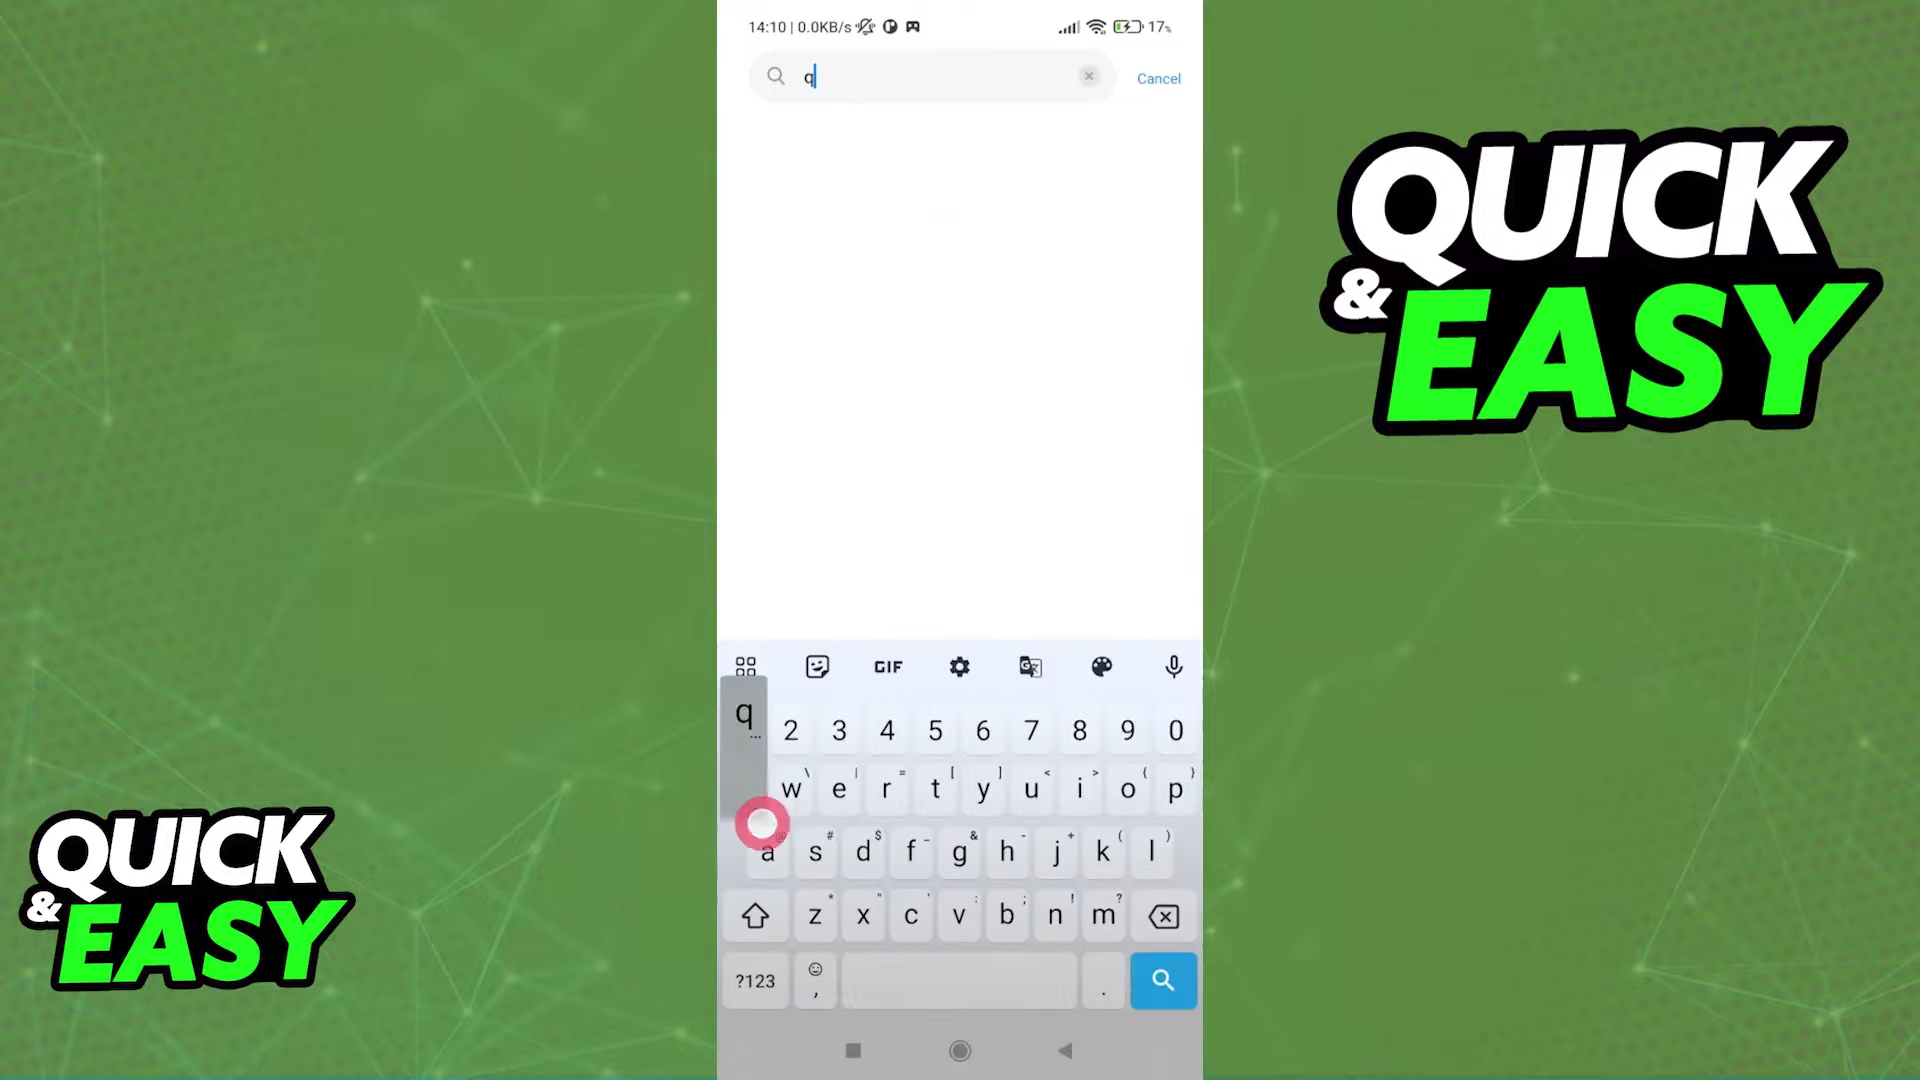 14:10 | 0.0KB/s 17%
q Cancel
QUICK
& EASY
GIF
q 2 3 4 5 6 7 8 9 0
...
w \ e | r = t [ y ] u < i > o { p }
a @ s # d $ f _ g & h - j + k ( l )
z * x " c ' v : b ; n ! m ?
?123 , .
QUICK
& EASY